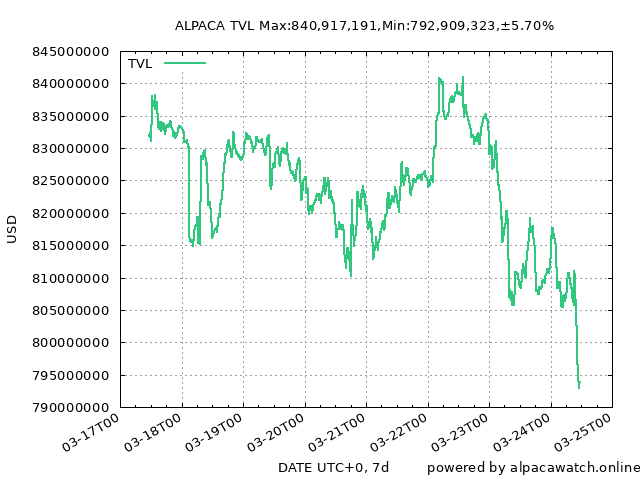 ALPACA TVL Max:840,917,191,Min:792,909,323,±5.70%
TVL
845000000
840000000
835000000
830000000
825000000
820000000
815000000
810000000
805000000
800000000
795000000
790000000
USD
03-17T00
03-18T00
03-19T00
03-20T00
03-21T00
03-22T00
03-23T00
03-24T00
03-25T00
DATE UTC+0, 7d
powered by alpacawatch.online